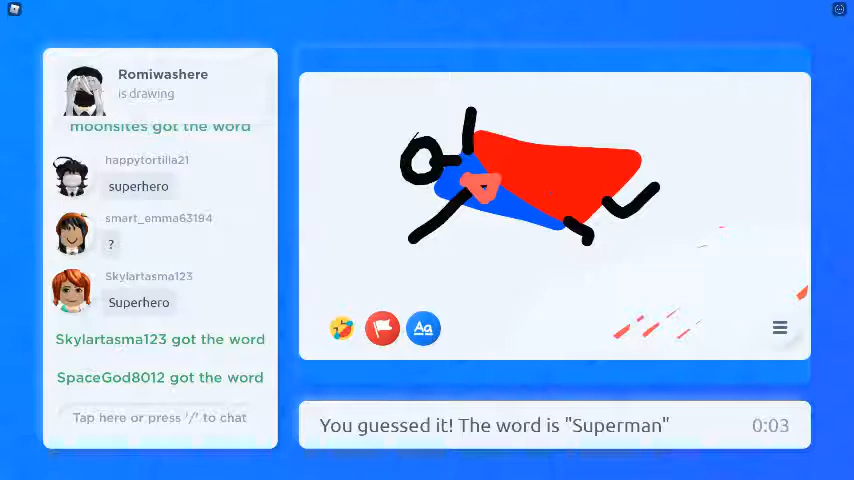 Romiwashere
is drawing
moonsites got the word
happytortilla21
superhero
smart_emma63194
?
Skylartasma123
Superhero
Skylartasma123 got the word
SpaceGod8012 got the word
Tap here or press '/' to chat
Aa
You guessed it! The word is "Superman"
0:03